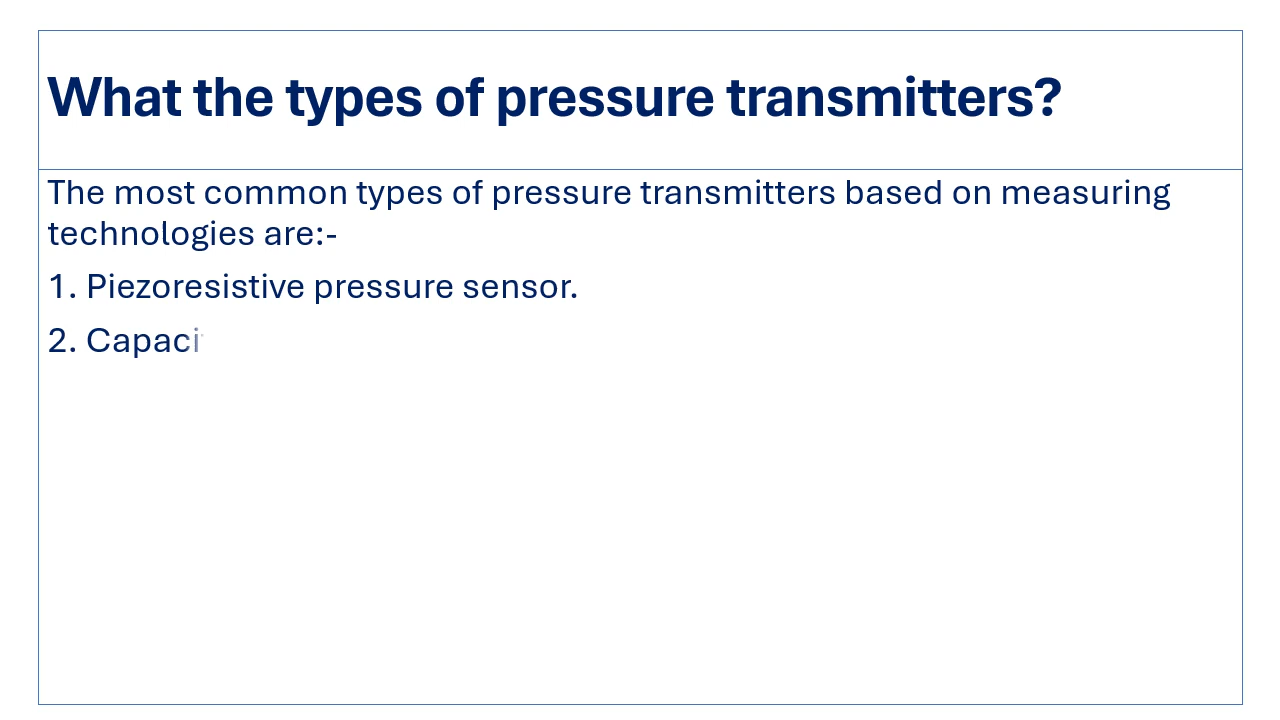 What the types of pressure transmitters?
The most common types of pressure transmitters based on measuring
technologies are:-
1. Piezoresistive pressure sensor.
2. Capaci